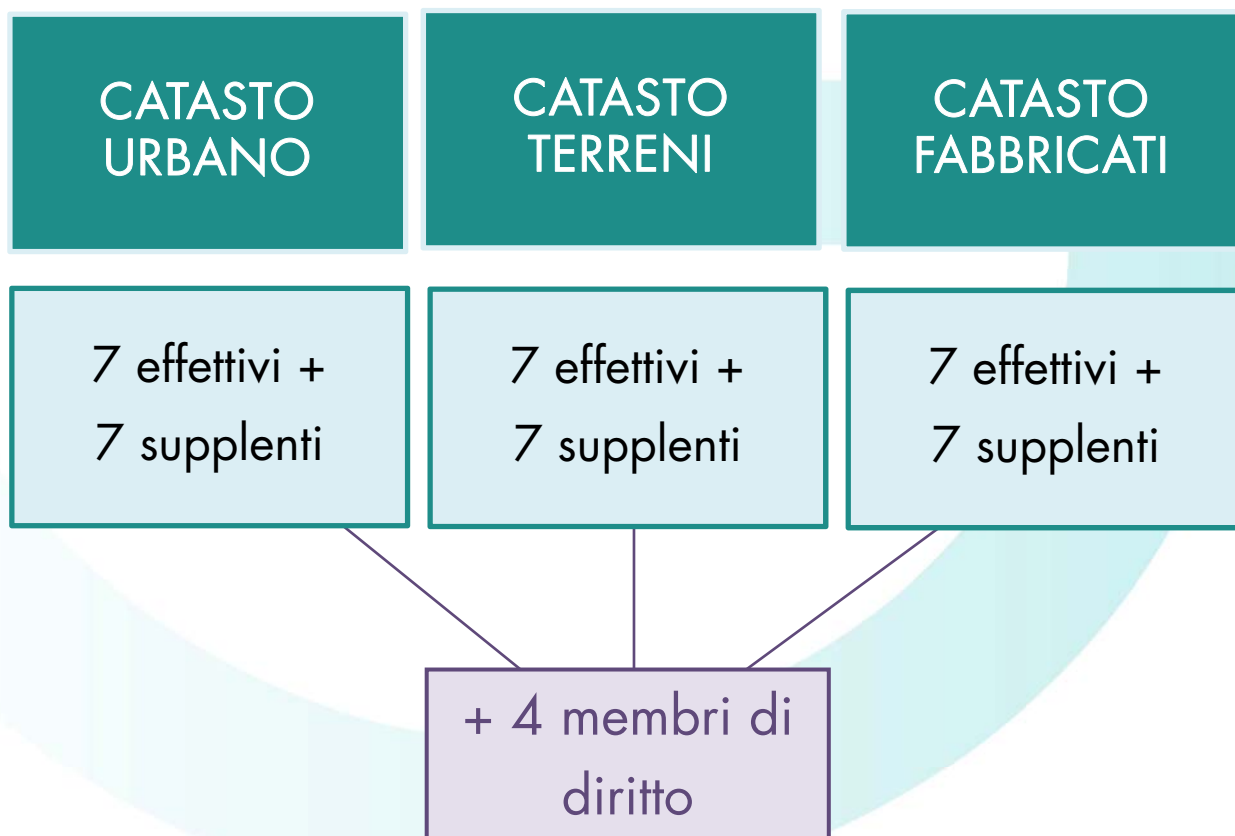 CATASTO
URBANO
CATASTO
TERRENI
CATASTO
FABBRICATI
7 effettivi +
7 supplenti
7 effettivi +
7 supplenti
7 effettivi +
7 supplenti
+ 4 membri di
diritto